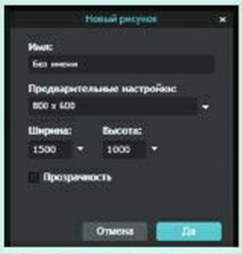 Новый рисунок
Имя:
Без имени
Предварительные настройки:
800 x 600
Ширина: Высота:
1500 1000
Прозрачность
Отмена Да